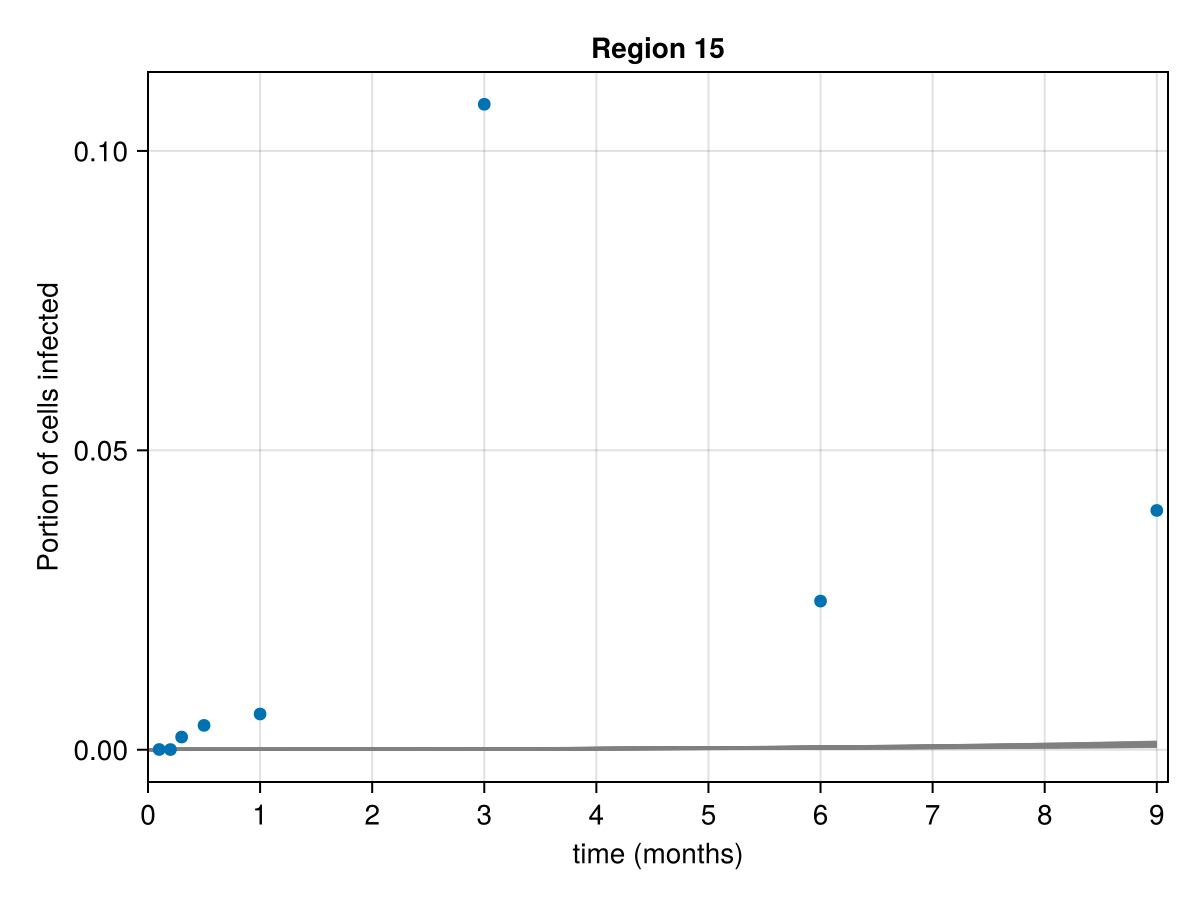 Region 15
Portion of cells infected
0.10
0.05
0.00
0 1 2 3 4 5 6 7 8 9
time (months)